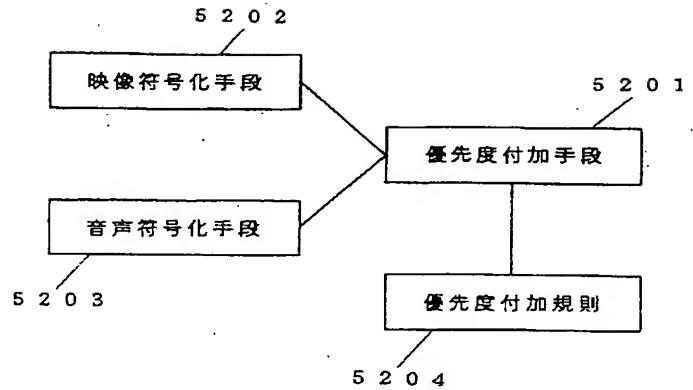 ５２０２
映像符号化手段
５２０１
優先度付加手段
音声符号化手段
５２０３
優先度付加規則
５２０４